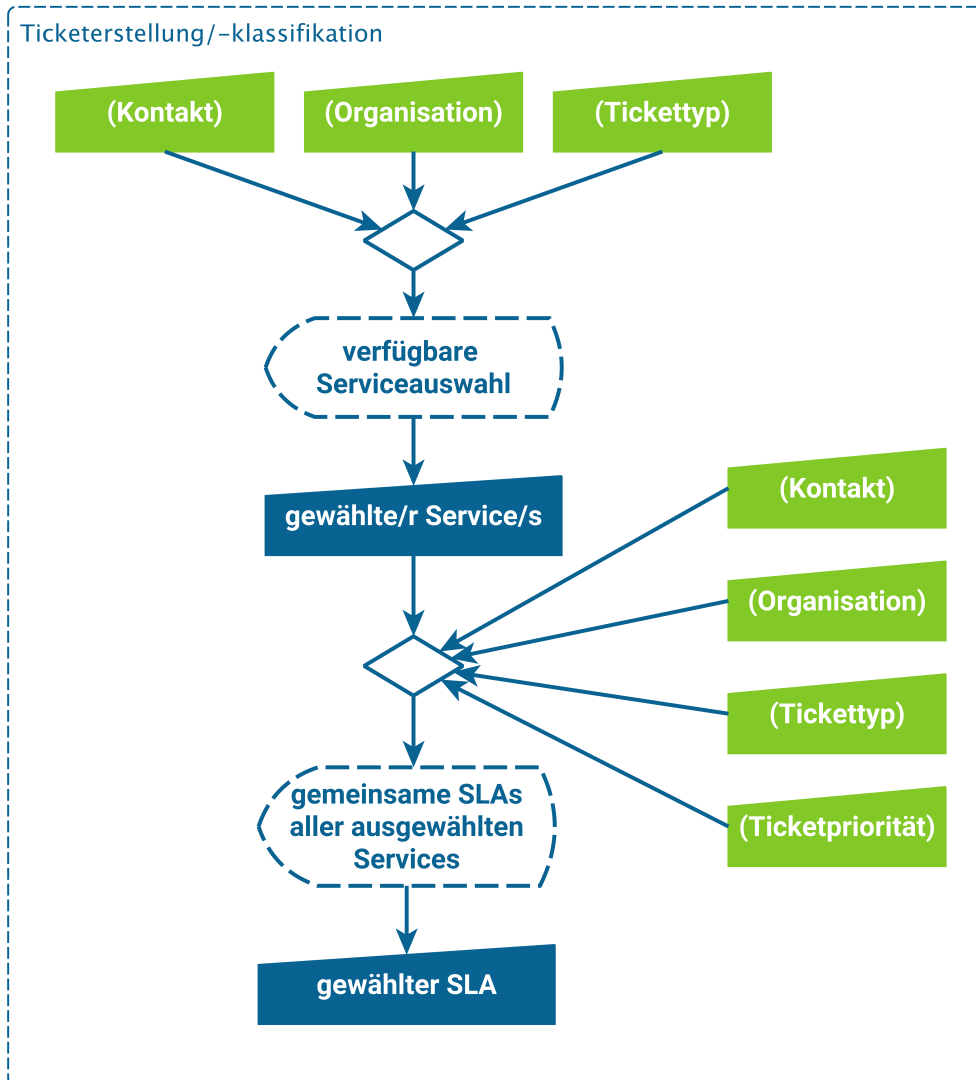 Ticketerstellung/-klassifikation
(Kontakt)
(Organisation)
(Tickettyp)
verfügbare
Serviceauswahl
gewählte/r Service/s
(Kontakt)
(Organisation)
(Tickettyp)
(Ticketpriorität)
gemeinsame SLAs
aller ausgewählten
Services
gewählter SLA